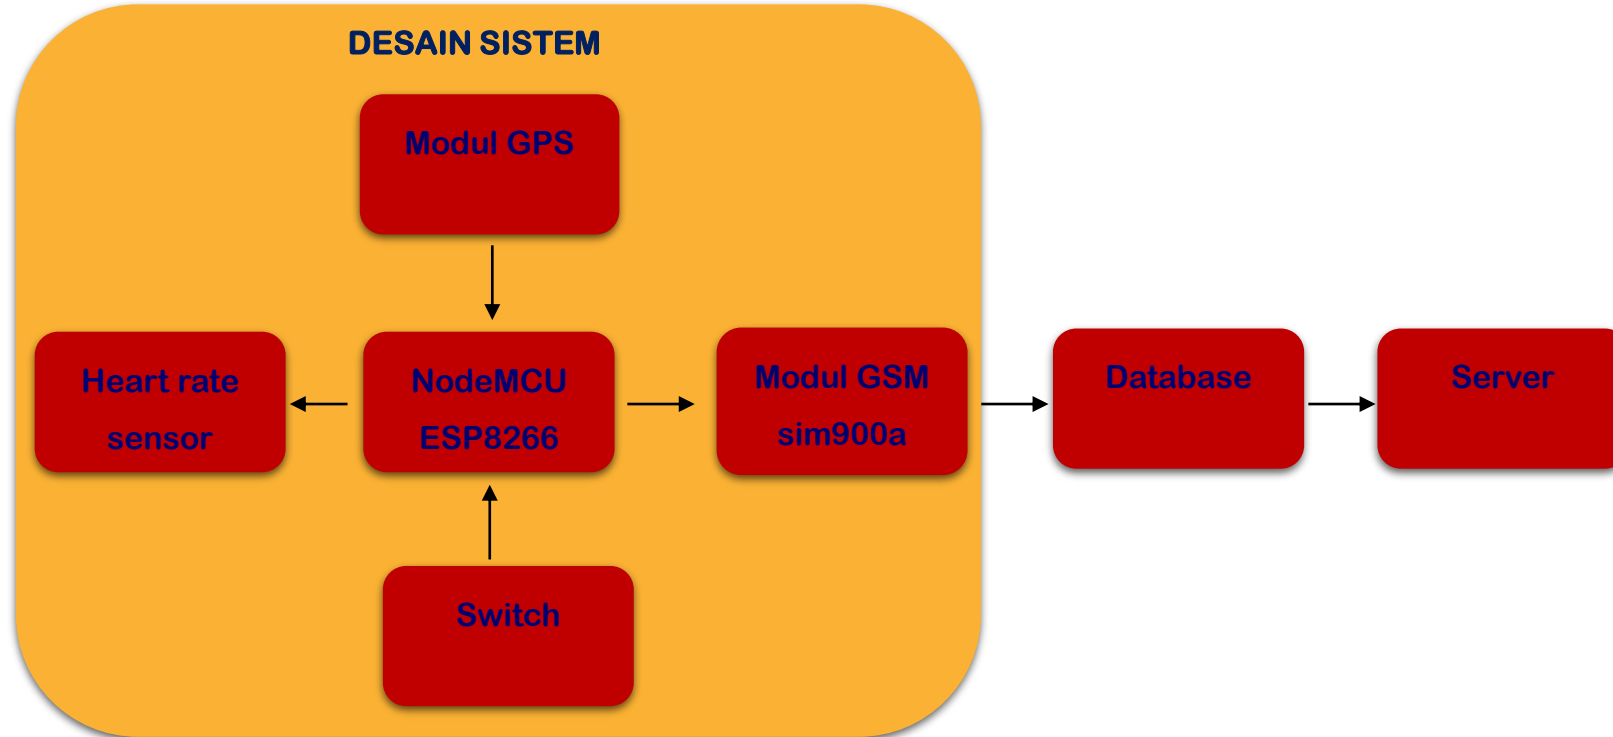 DESAIN SISTEM
Modul GPS
Heart rate
sensor
NodeMCU
ESP8266
Modul GSM
sim900a
Database
Server
Switch